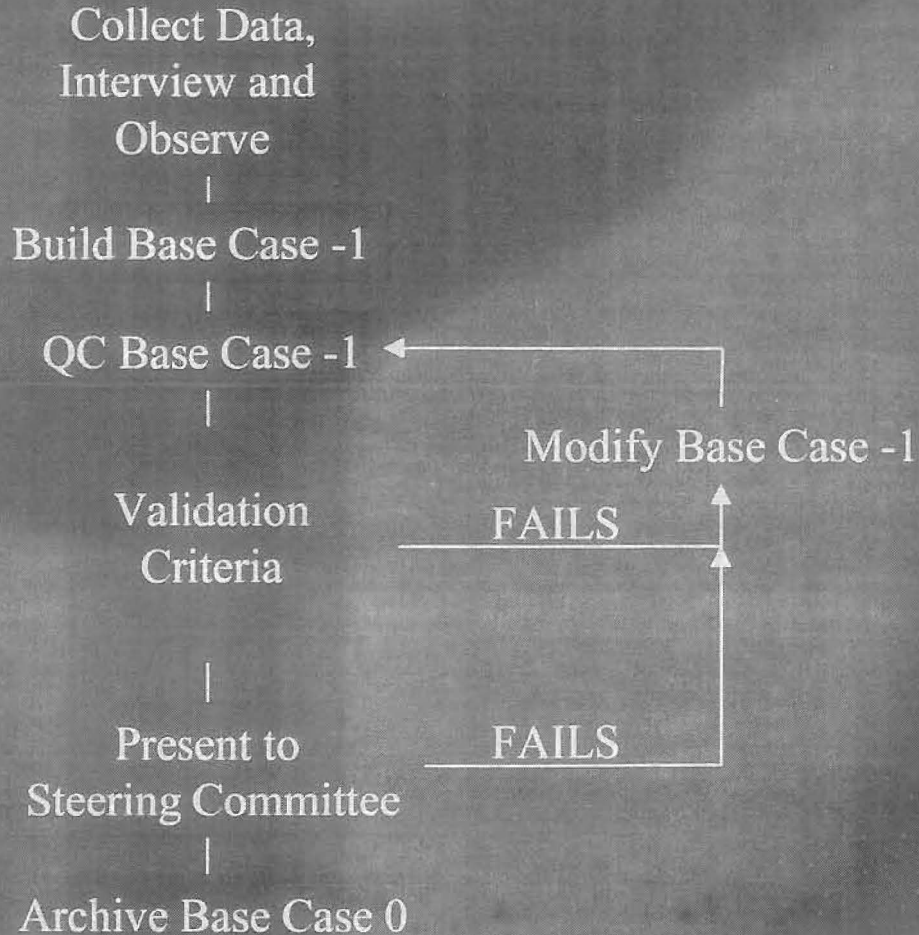 Collect Data,
Interview and
Observe
Build Base Case -1
QC Base Case -1
Modify Base Case -1
Validation
Criteria
FAILS
Present to
Steering Committee
FAILS
Archive Base Case 0